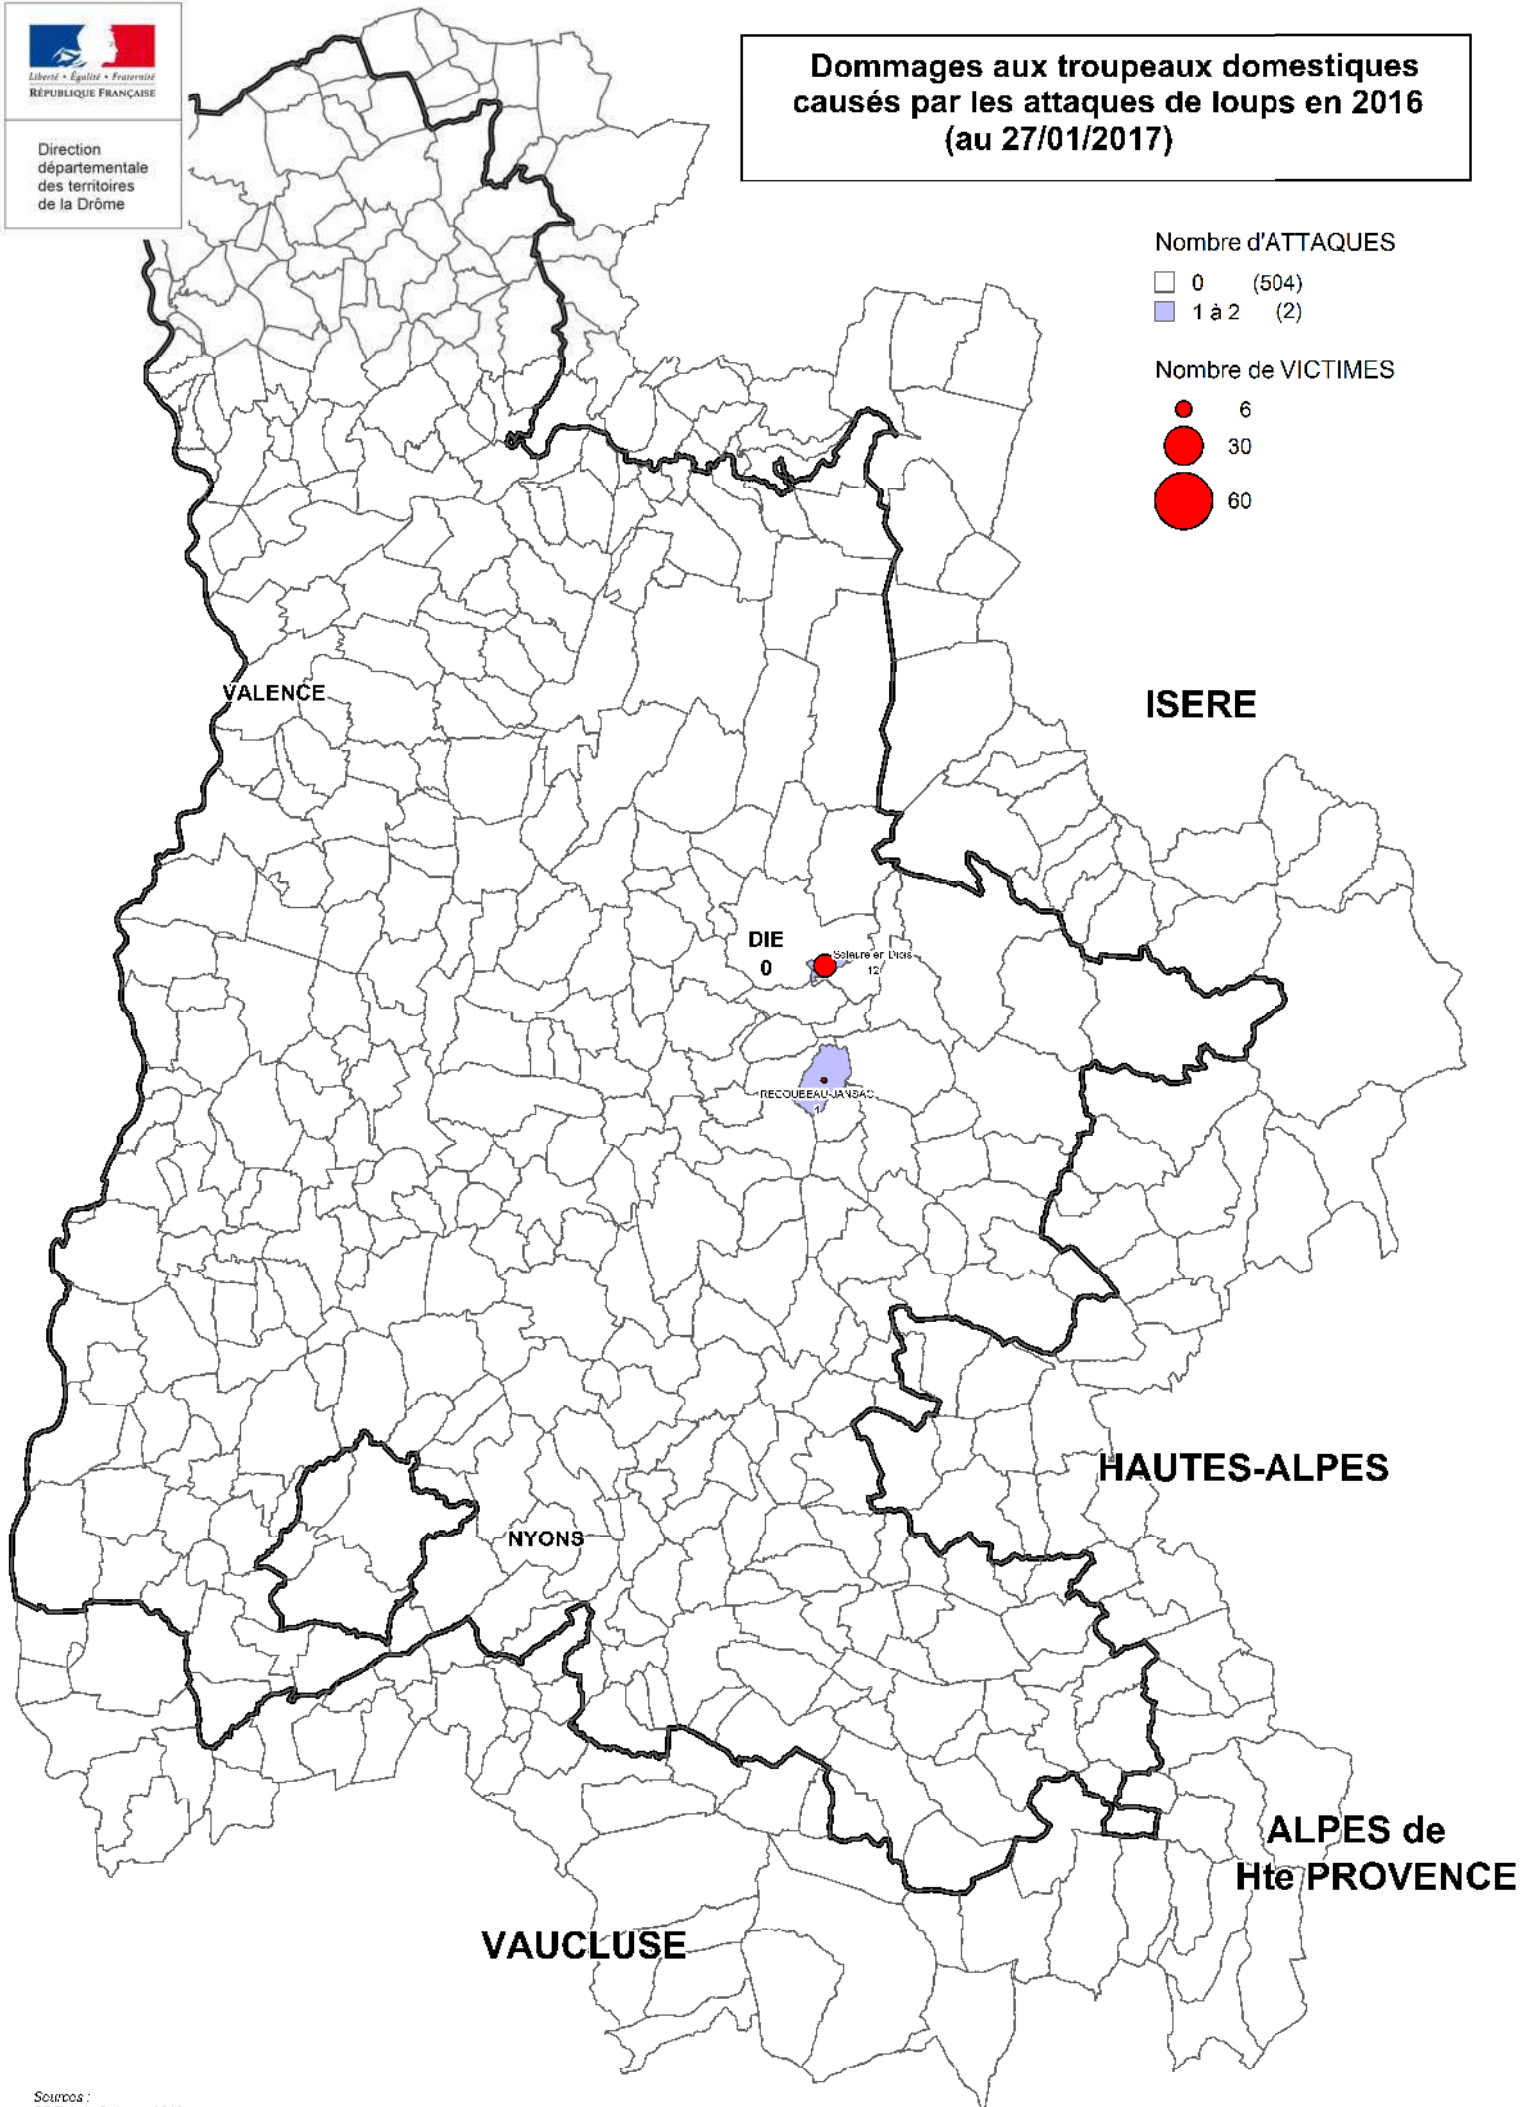 Liberté • Égalité • Fraternité
RÉPUBLIQUE FRANÇAISE
Direction
départementale
des territoires
de la Drôme
Dommages aux troupeaux domestiques
causés par les attaques de loups en 2016
(au 27/01/2017)
Nombre d'ATTAQUES
0 (504)
1 à 2 (2)
Nombre de VICTIMES
6
30
60
VALENCE
ISERE
DIE
0
en Diois
12
RECOUBEAU-JANSAC
1
HAUTES-ALPES
NYONS
ALPES de
Hte PROVENCE
VAUCLUSE
Sources :